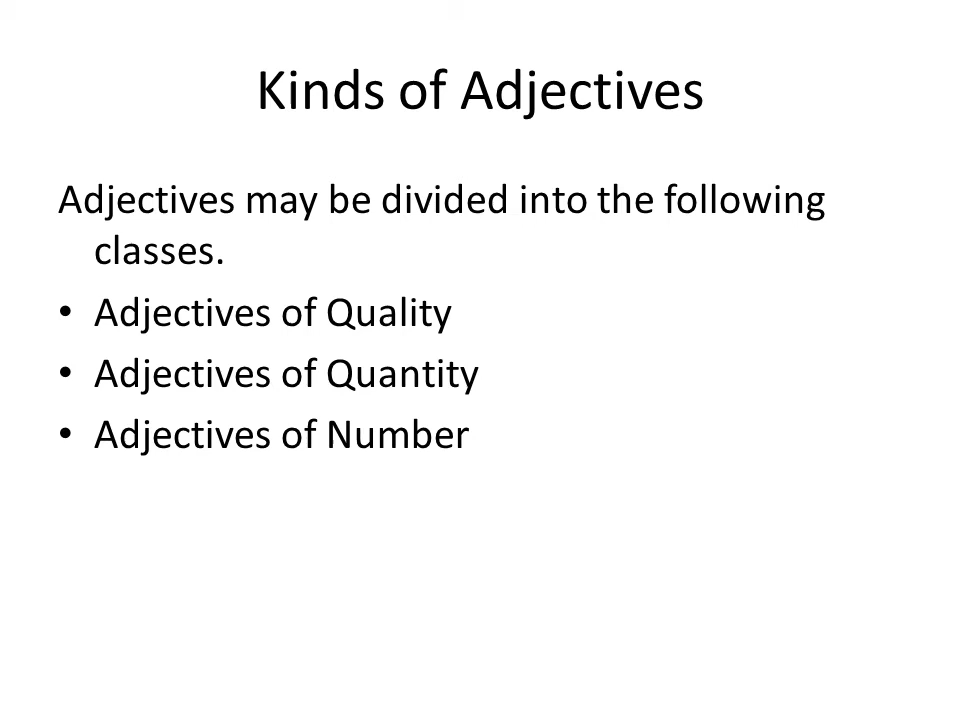 Kinds of Adjectives
Adjectives may be divided into the following
classes.
• Adjectives of Quality
• Adjectives of Quantity
• Adjectives of Number